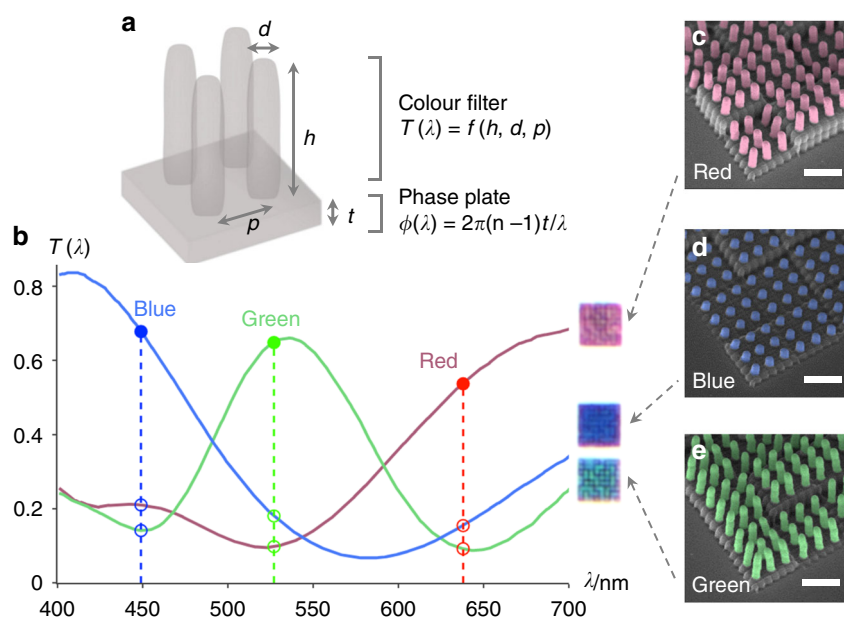 a
d
h
p
t
Colour filter
T (λ) = f (h, d, p)
Phase plate
ϕ(λ) = 2π(n −1)t/λ
b
T (λ)
0.8
0.6
0.4
0.2
0
400
450
500
550
600
650
700
λ/nm
Blue
Green
Red
c
Red
d
Blue
e
Green